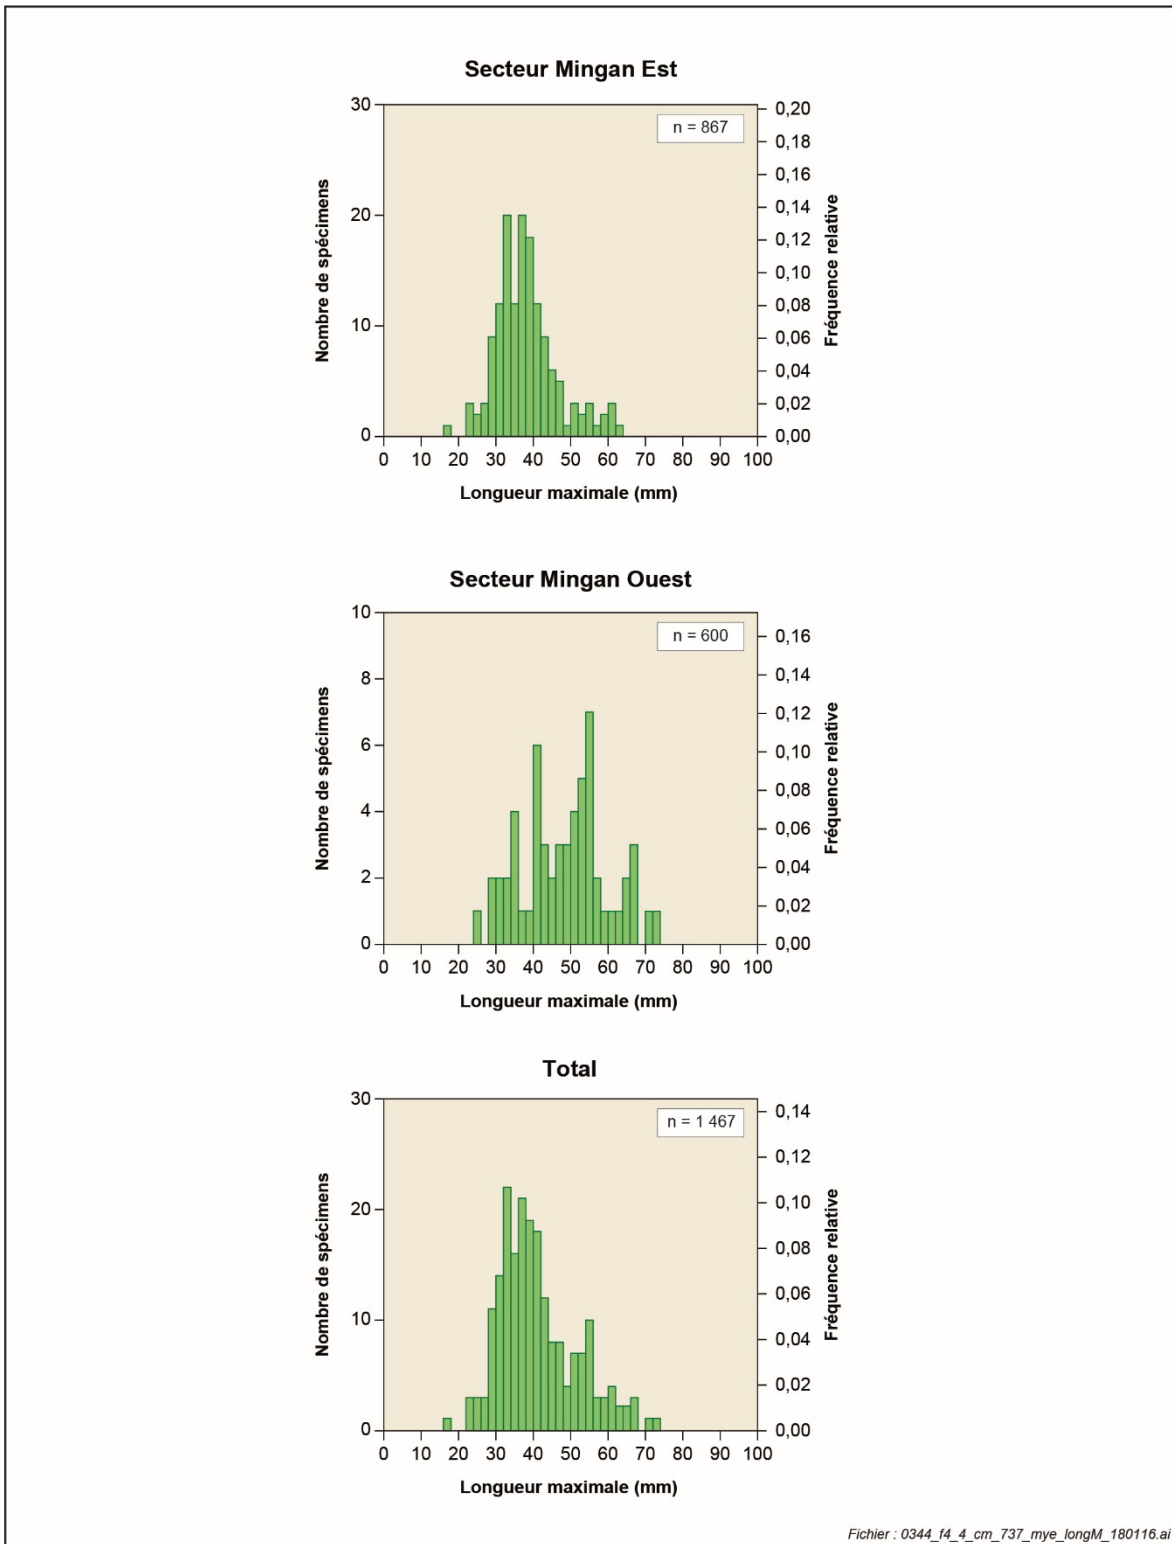 Secteur Mingan Est
30
20
10
0
Nombre de spécimens
n = 867
0,20
0,18
0,16
0,14
0,12
0,10
0,08
0,06
0,04
0,02
0,00
Fréquence relative
0 10 20 30 40 50 60 70 80 90 100
Longueur maximale (mm)
Secteur Mingan Ouest
10
8
6
4
2
0
Nombre de spécimens
n = 600
0,16
0,14
0,12
0,10
0,08
0,06
0,04
0,02
0,00
Fréquence relative
0 10 20 30 40 50 60 70 80 90 100
Longueur maximale (mm)
Total
30
20
10
0
Nombre de spécimens
n = 1 467
0,14
0,12
0,10
0,08
0,06
0,04
0,02
0,00
Fréquence relative
0 10 20 30 40 50 60 70 80 90 100
Longueur maximale (mm)
Fichier : 0344_f4_4_cm_737_mye_longM_180116.ai